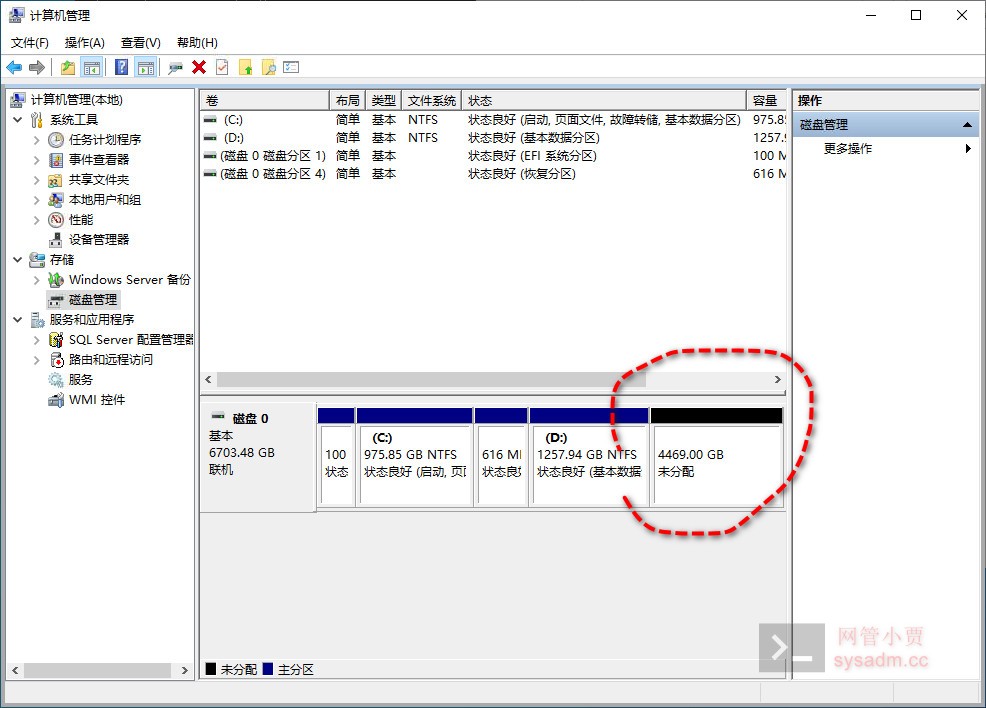 计算机管理
文件(F) 操作(A) 查看(V) 帮助(H)
计算机管理(本地)
系统工具
任务计划程序
事件查看器
共享文件夹
本地用户和组
性能
设备管理器
存储
Windows Server 备份
磁盘管理
服务和应用程序
SQL Server 配置管理器
路由和远程访问
服务
WMI 控件
卷 布局 类型 文件系统 状态 容量
(C:) 简单 基本 NTFS 状态良好 (启动, 页面文件, 故障转储, 基本数据分区) 975.85
(D:) 简单 基本 NTFS 状态良好 (基本数据分区) 1257.
(磁盘 0 磁盘分区 1) 简单 基本 状态良好 (EFI 系统分区) 100 M
(磁盘 0 磁盘分区 4) 简单 基本 状态良好 (恢复分区) 616 M
操作
磁盘管理
更多操作
磁盘 0
基本
6703.48 GB
联机
100
状态
(C:)
975.85 GB NTFS
状态良好 (启动, 页面
616 MI
状态良好
(D:)
1257.94 GB NTFS
状态良好 (基本数据
4469.00 GB
未分配
未分配 主分区
网管小贾
sysadm.cc